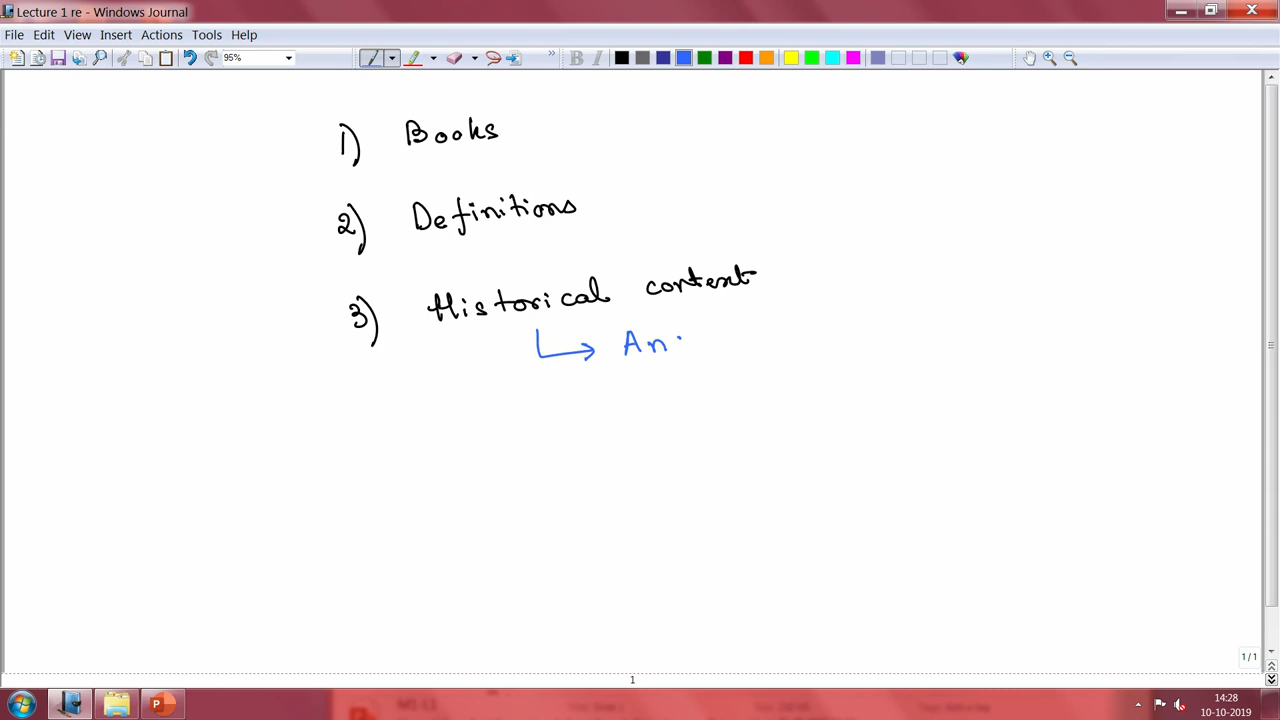 Lecture 1 re - Windows Journal
File Edit View Insert Actions Tools Help
95%
B I
1) Books
2) Definitions
3) Historical context
An
1/1
1
14:28
10-10-2019